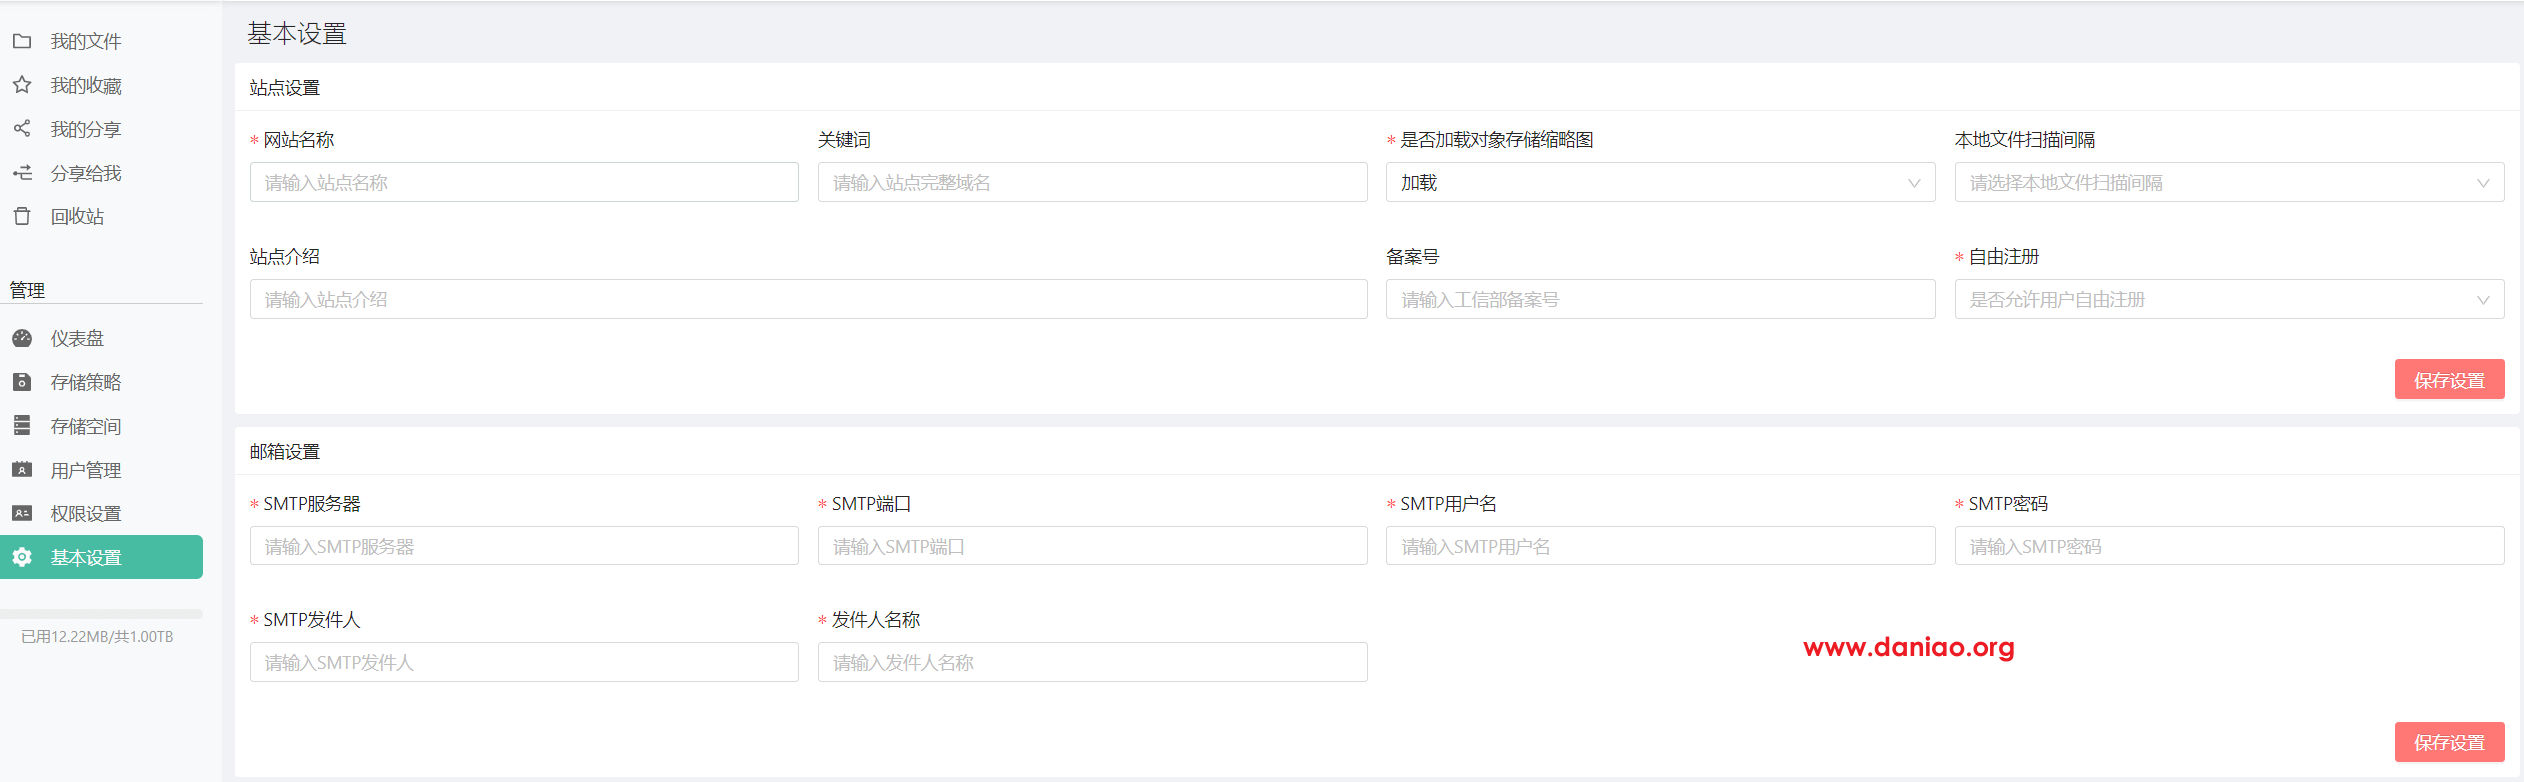 我的文件
我的收藏
我的分享
分享给我
回收站
管理
仪表盘
存储策略
存储空间
用户管理
权限设置
基本设置
已用12.22MB/共1.00TB
基本设置
站点设置
* 网站名称
请输入站点名称
关键词
请输入站点完整域名
* 是否加载对象存储缩略图
加载
本地文件扫描间隔
请选择本地文件扫描间隔
站点介绍
请输入站点介绍
备案号
请输入工信部备案号
* 自由注册
是否允许用户自由注册
保存设置
邮箱设置
* SMTP服务器
请输入SMTP服务器
* SMTP端口
请输入SMTP端口
* SMTP用户名
请输入SMTP用户名
* SMTP密码
请输入SMTP密码
* SMTP发件人
请输入SMTP发件人
* 发件人名称
请输入发件人名称
www.daniao.org
保存设置